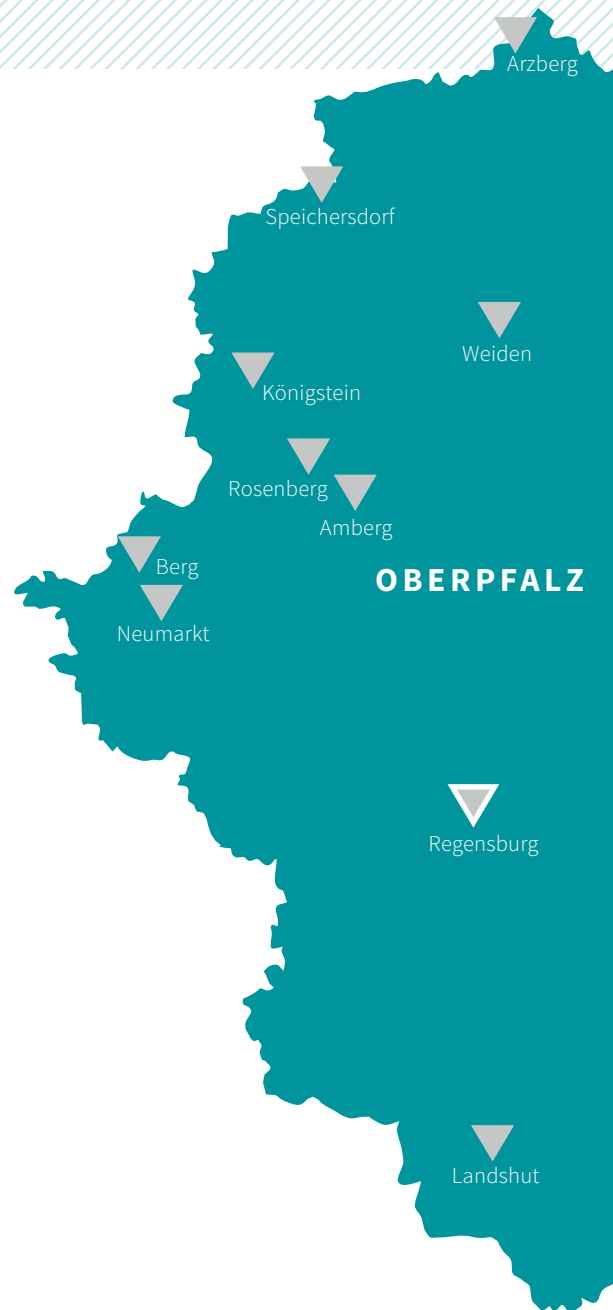 Arzberg
Speichersdorf
Weiden
Königstein
Rosenberg
Amberg
Berg
OBERPFALZ
Neumarkt
Regensburg
Landshut